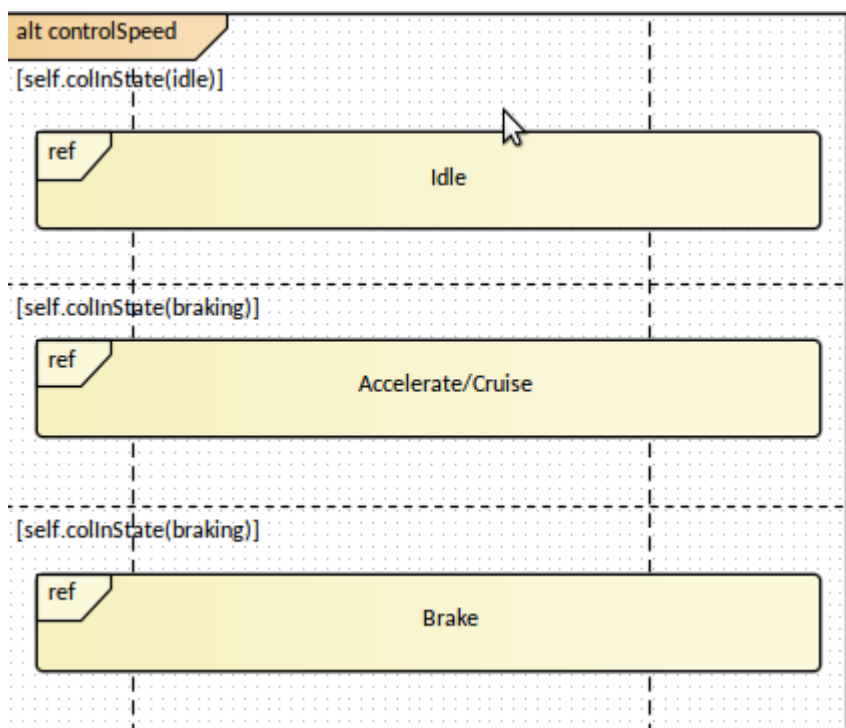 alt controlSpeed
[self.colInState(idle)]
ref
Idle
[self.colInState(braking)]
ref
Accelerate/Cruise
[self.colInState(braking)]
ref
Brake